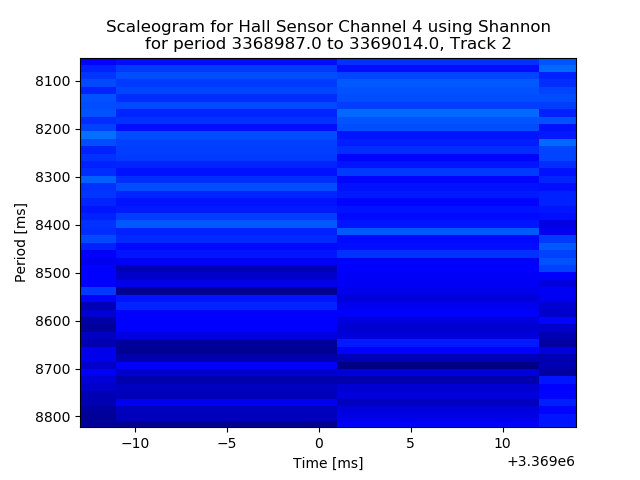 Scaleogram for Hall Sensor Channel 4 using Shannon
for period 3368987.0 to 3369014.0, Track 2
8100
8200
8300
8400
8500
8600
8700
8800
Period [ms]
−10
−5
0
5
10
Time [ms]
+3.369e6